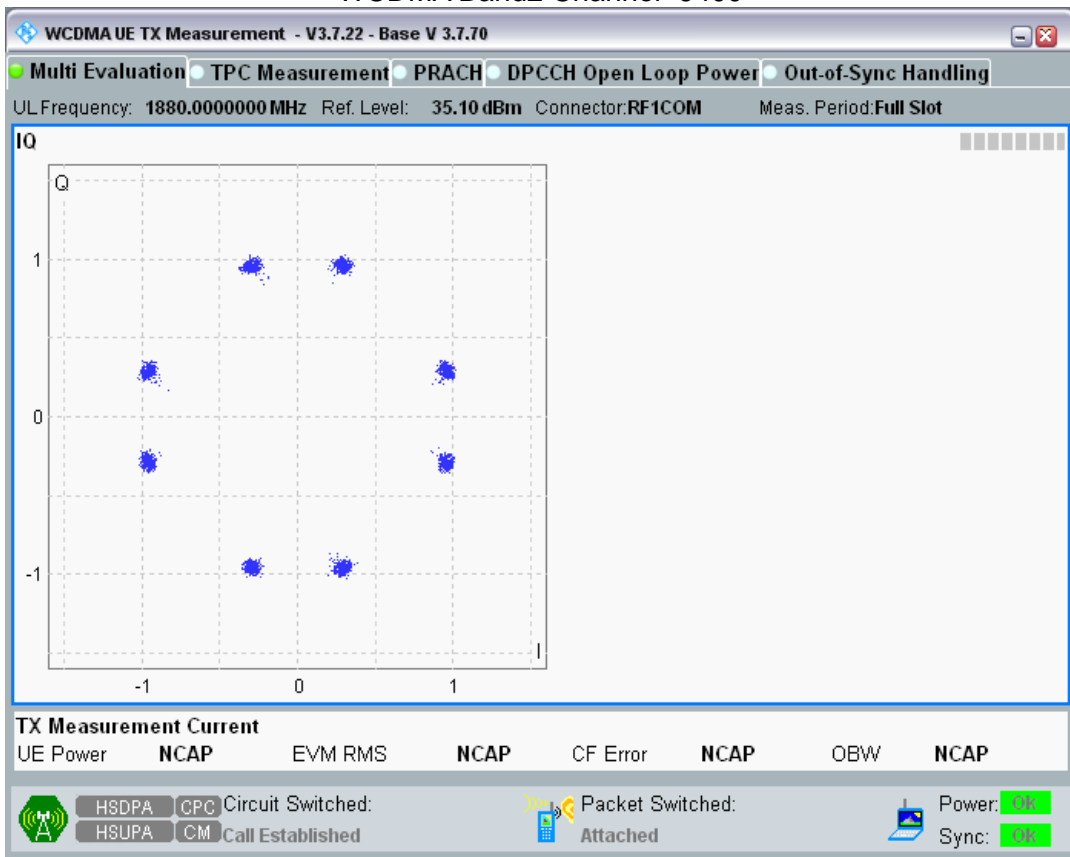 WCDMA UE TX Measurement - V3.7.22 - Base V 3.7.70
Multi Evaluation TPC Measurement PRACH DPCCH Open Loop Power Out-of-Sync Handling
UL Frequency: 1880.0000000 MHz Ref. Level: 35.10 dBm Connector:RF1COM Meas. Period:Full Slot
IQ
Q
1
0
-1
I
-1 0 1
TX Measurement Current
UE Power NCAP EVM RMS NCAP CF Error NCAP OBW NCAP
HSDPA CPC Circuit Switched: Packet Switched: Power: Ok
HSUPA CM Call Established Attached Sync: Ok